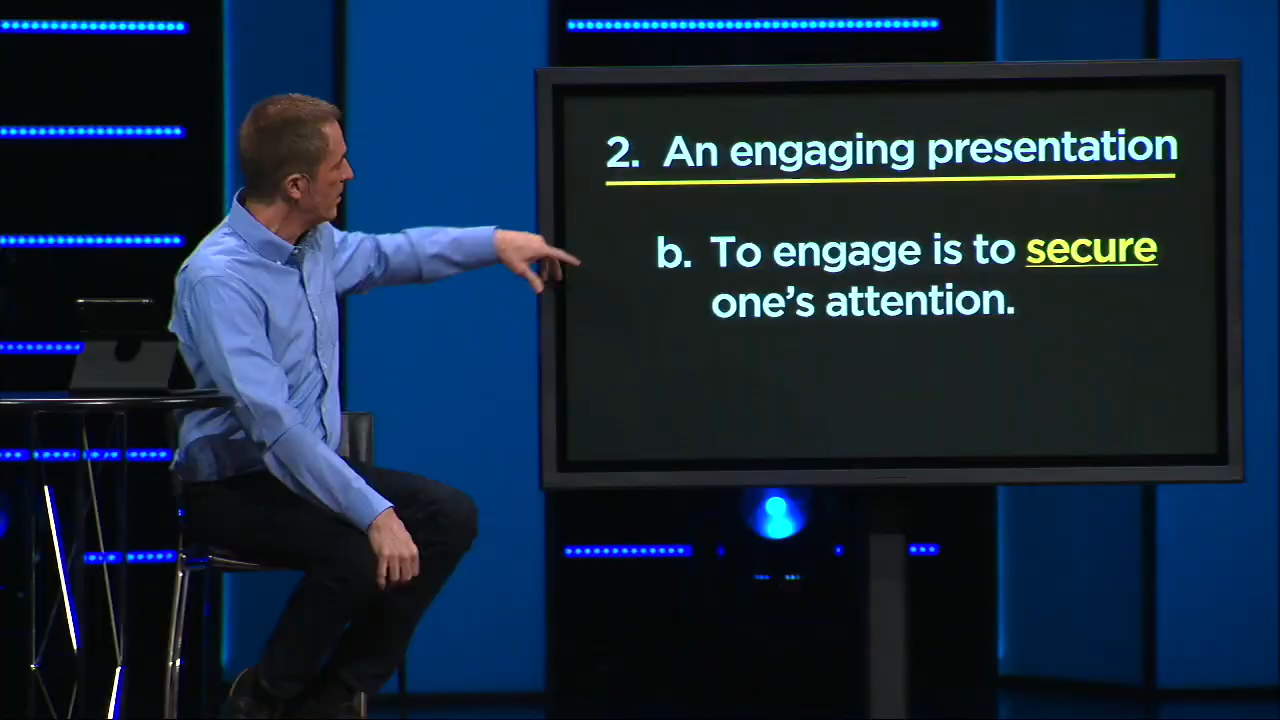 2. An engaging presentation
b. To engage is to secure
one's attention.